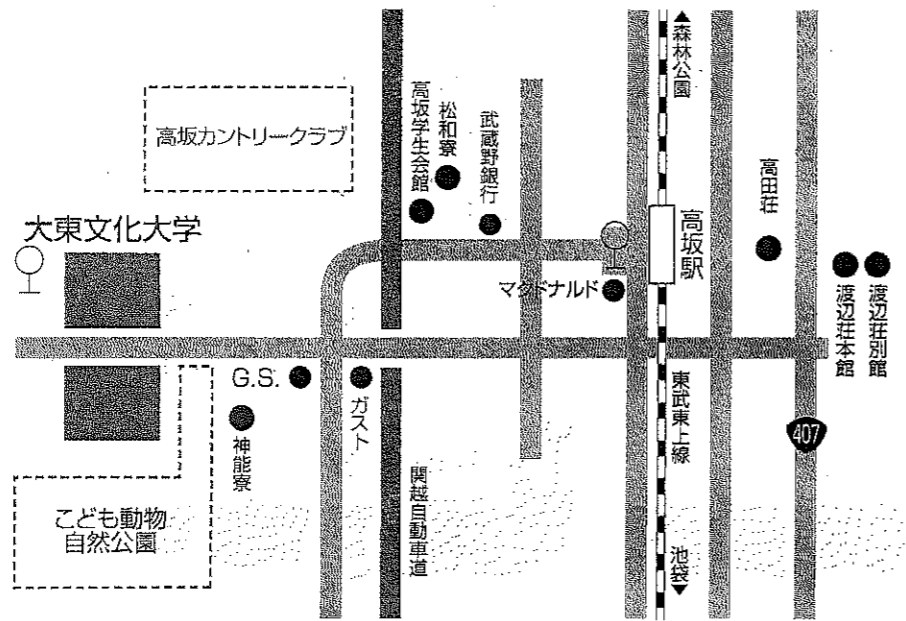 ▲森林公園
高坂カントリークラブ
高坂学生会館
松和寮
武蔵野銀行
高田荘
高坂駅
大東文化大学
マクドナルド
渡辺荘本館
渡辺荘別館
G.S.
ガスト
神能寮
東武東上線
407
関越自動車道
こども動物
自然公園
池袋▼